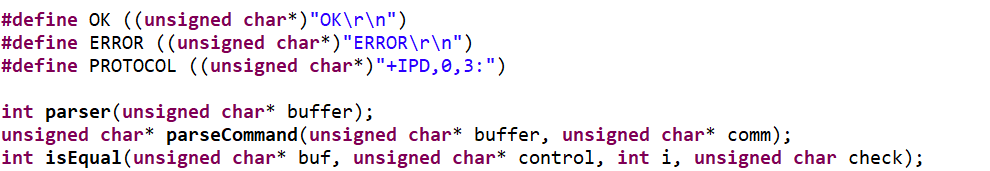 #define OK ((unsigned char*)"OK\r\n")
#define ERROR ((unsigned char*)"ERROR\r\n")
#define PROTOCOL ((unsigned char*)"+IPD,0,3:")
int parser(unsigned char* buffer);
unsigned char* parseCommand(unsigned char* buffer, unsigned char* comm);
int isEqual(unsigned char* buf, unsigned char* control, int i, unsigned char check);